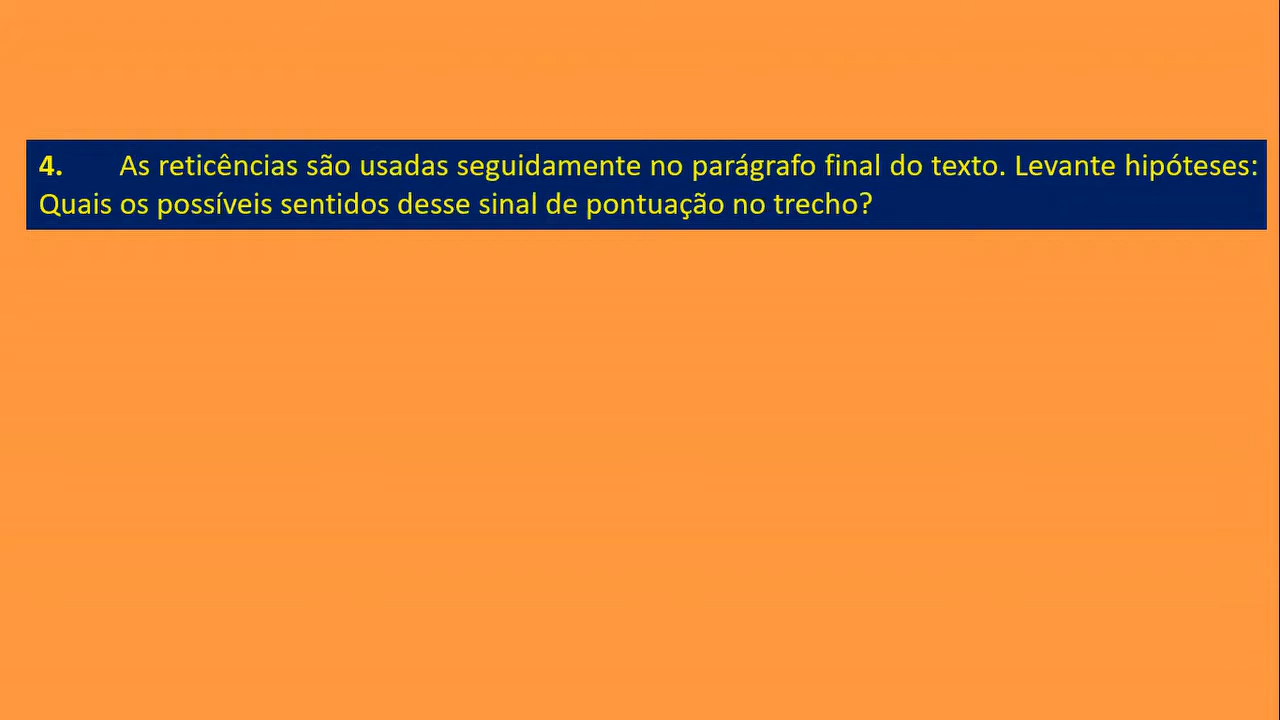 4. As reticências são usadas seguidamente no parágrafo final do texto. Levante hipóteses:
Quais os possíveis sentidos desse sinal de pontuação no trecho?